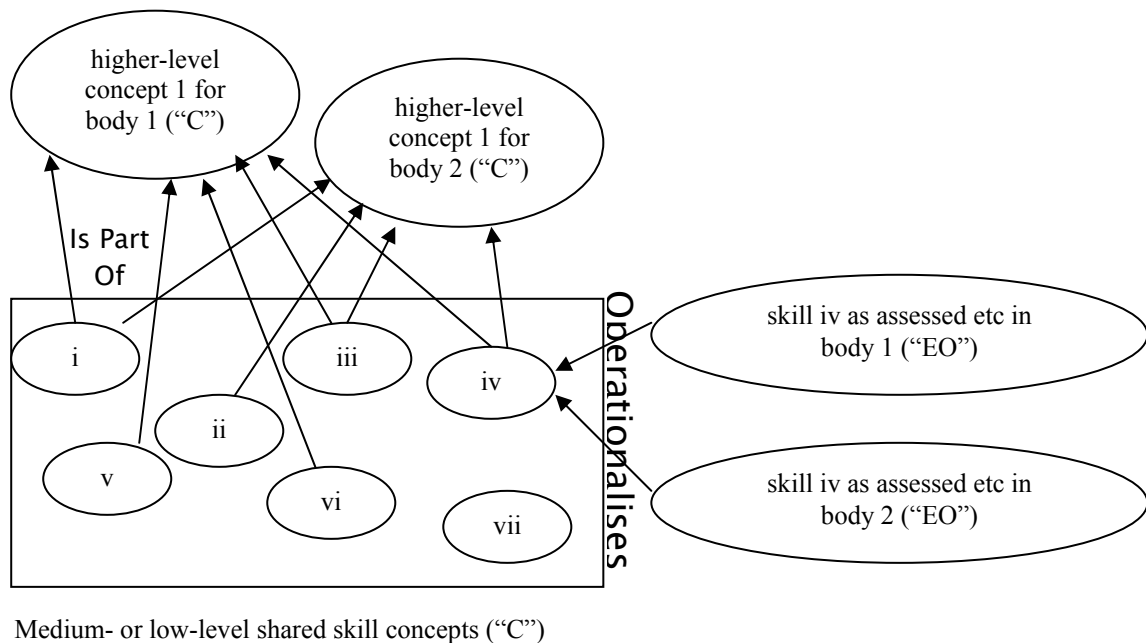 higher-level
concept 1 for
body 1 (“C”)
higher-level
concept 1 for
body 2 (“C”)
Is Part
Of
Operationalises
i
iii
iv
ii
v
vi
vii
skill iv as assessed etc in
body 1 (“EO”)
skill iv as assessed etc in
body 2 (“EO”)
Medium- or low-level shared skill concepts (“C”)